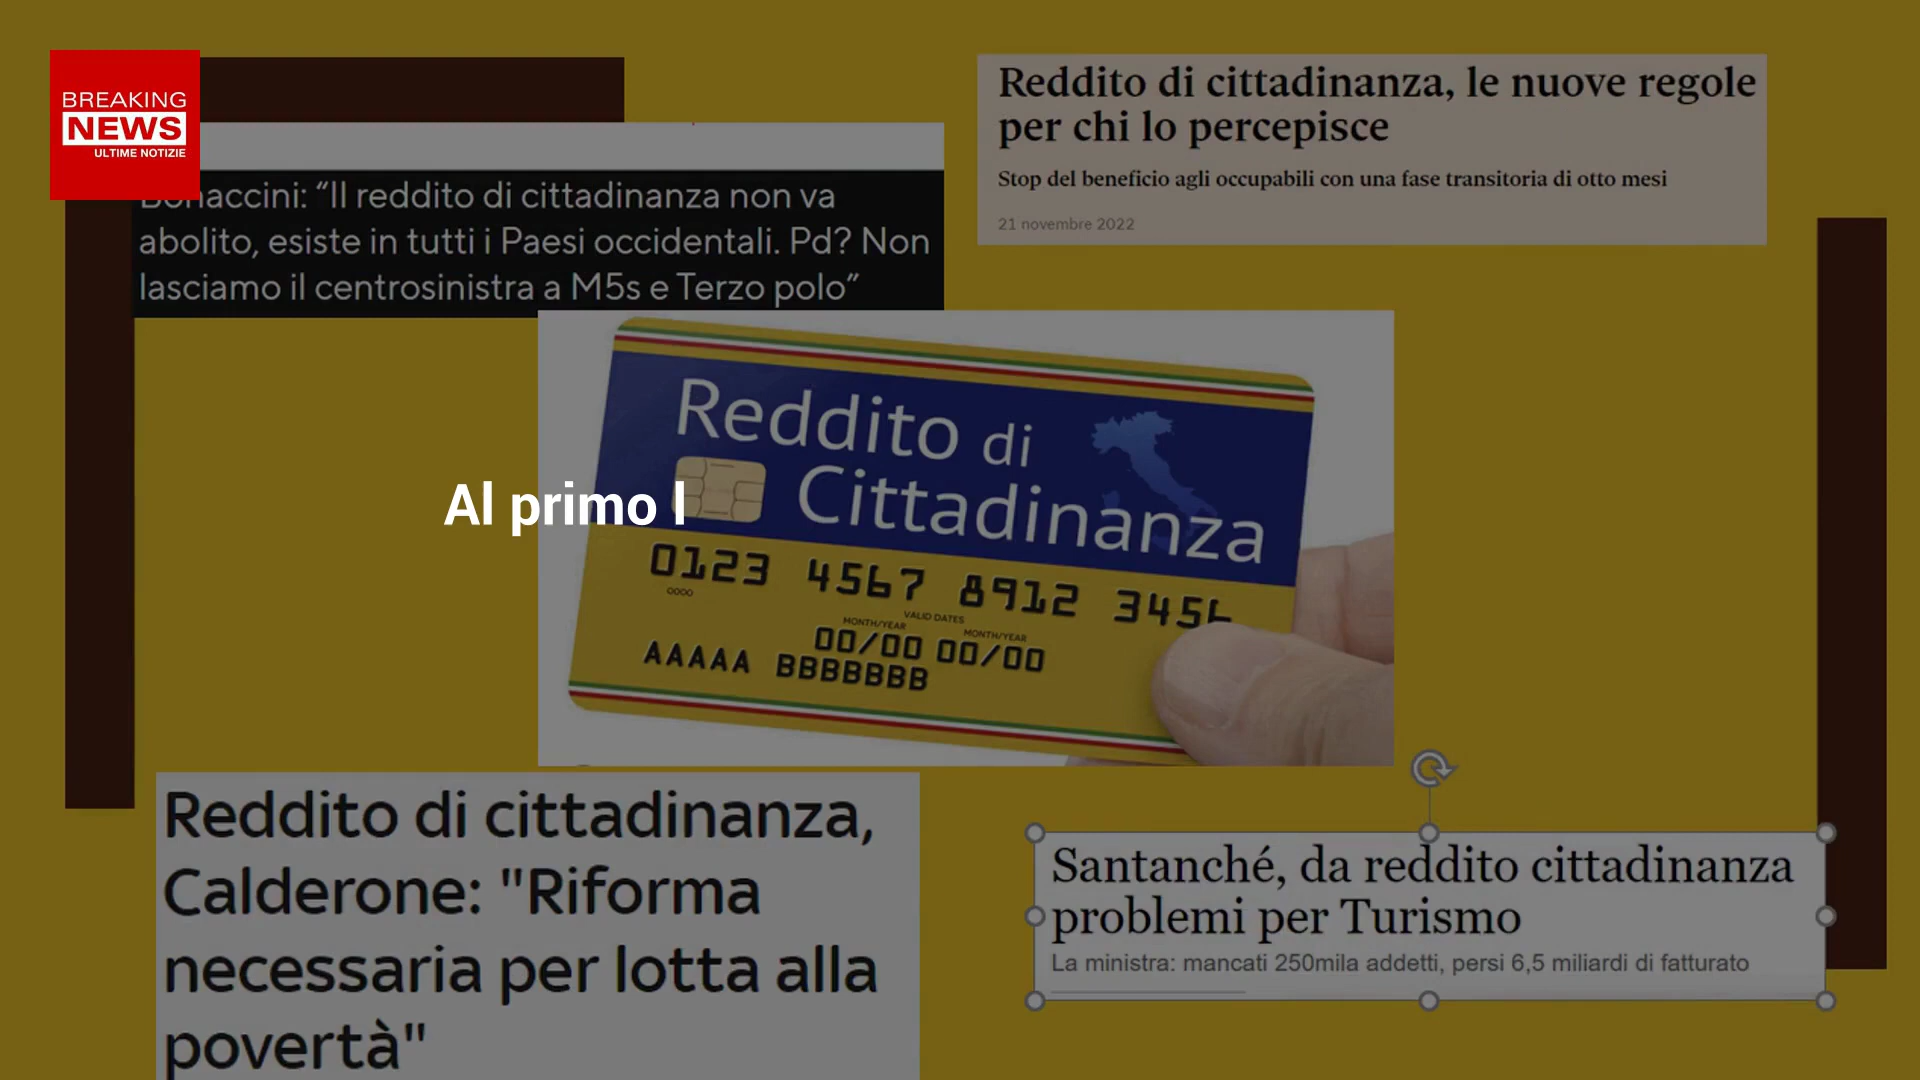 BREAKING
NEWS
ULTIME NOTIZIE
Bonaccini: “Il reddito di cittadinanza non va
abolito, esiste in tutti i Paesi occidentali. Pd? Non
lasciamo il centrosinistra a M5s e Terzo polo”
Reddito di cittadinanza, le nuove regole
per chi lo percepisce
Stop del beneficio agli occupabili con una fase transitoria di otto mesi
21 novembre 2022
Reddito di
Cittadinanza
Al primo l
0123 4567 8912 3456
0000
VALID DATES
MONTH/YEAR MONTH/YEAR
00/00 00/00
AAAAA BBBBBBB
Reddito di cittadinanza,
Calderone: "Riforma
necessaria per lotta alla
povertà"
Santanché, da reddito cittadinanza
problemi per Turismo
La ministra: mancati 250mila addetti, persi 6,5 miliardi di fatturato